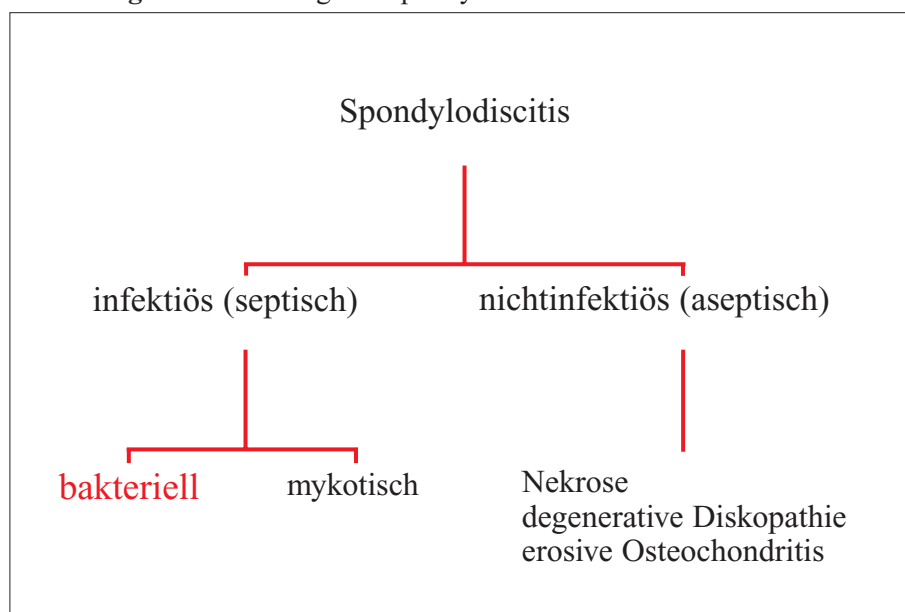 Spondylodiscitis
infektiös (septisch)
nichtinfektiös (aseptisch)
bakteriell
mykotisch
Nekrose
degenerative Diskopathie
erosive Osteochondritis